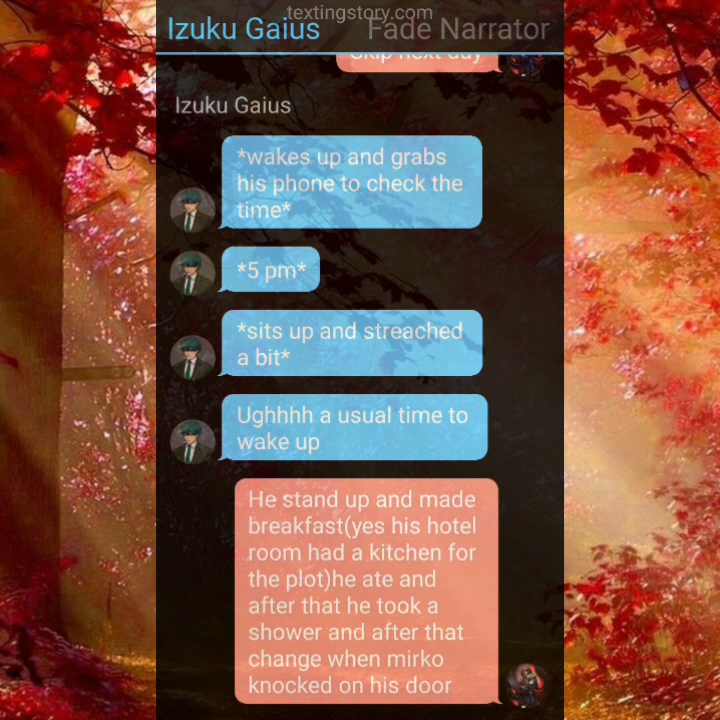 textingstory.com
Izuku Gaius Fade Narrator
Skip next day
Izuku Gaius
*wakes up and grabs
his phone to check the
time*
*5 pm*
*sits up and streached
a bit*
Ughhhh a usual time to
wake up
He stand up and made
breakfast(yes his hotel
room had a kitchen for
the plot)he ate and
after that he took a
shower and after that
change when mirko
knocked on his door